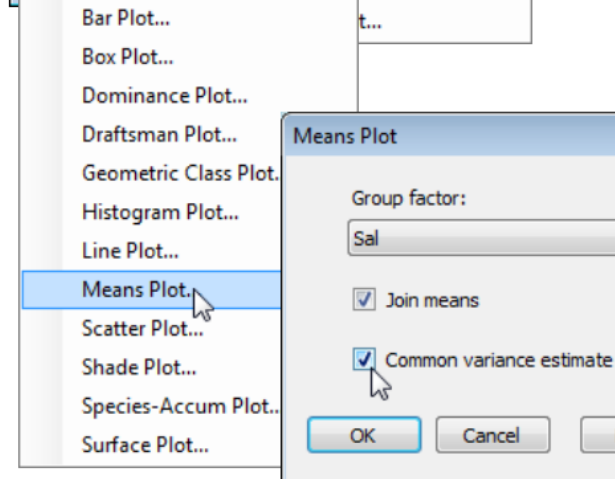 Bar Plot...
t...
Box Plot...
Dominance Plot...
Draftsman Plot...
Geometric Class Plot.
Histogram Plot...
Line Plot...
Means Plot..
Scatter Plot...
Shade Plot...
Species-Accum Plot..
Surface Plot...
Means Plot
Group factor:
Sal
Join means
Common variance estimate
OK
Cancel